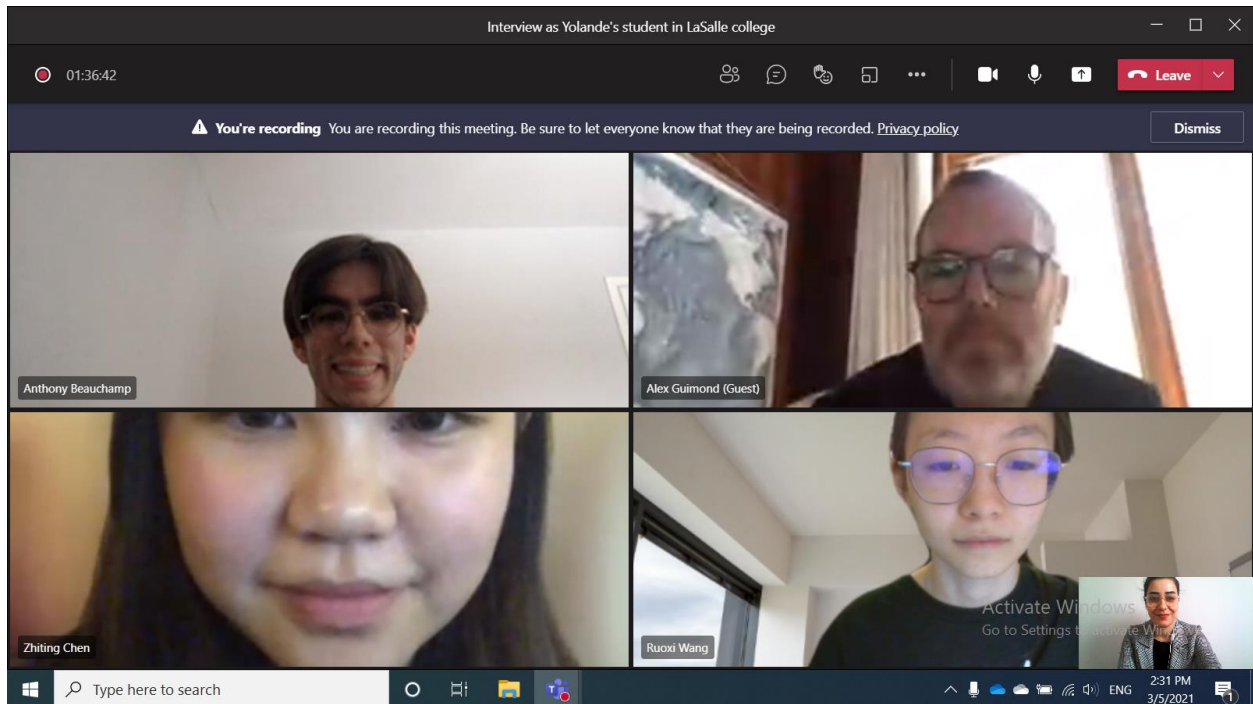 Interview as Yolande's student in LaSalle college
01:36:42
Leave
You're recording You are recording this meeting. Be sure to let everyone know that they are being recorded. Privacy policy
Dismiss
Anthony Beauchamp
Alex Guimond (Guest)
Zhiting Chen
Ruoxi Wang
Activate Windows
Go to Settings to activate Windows
Type here to search
ENG
2:31 PM
3/5/2021
1